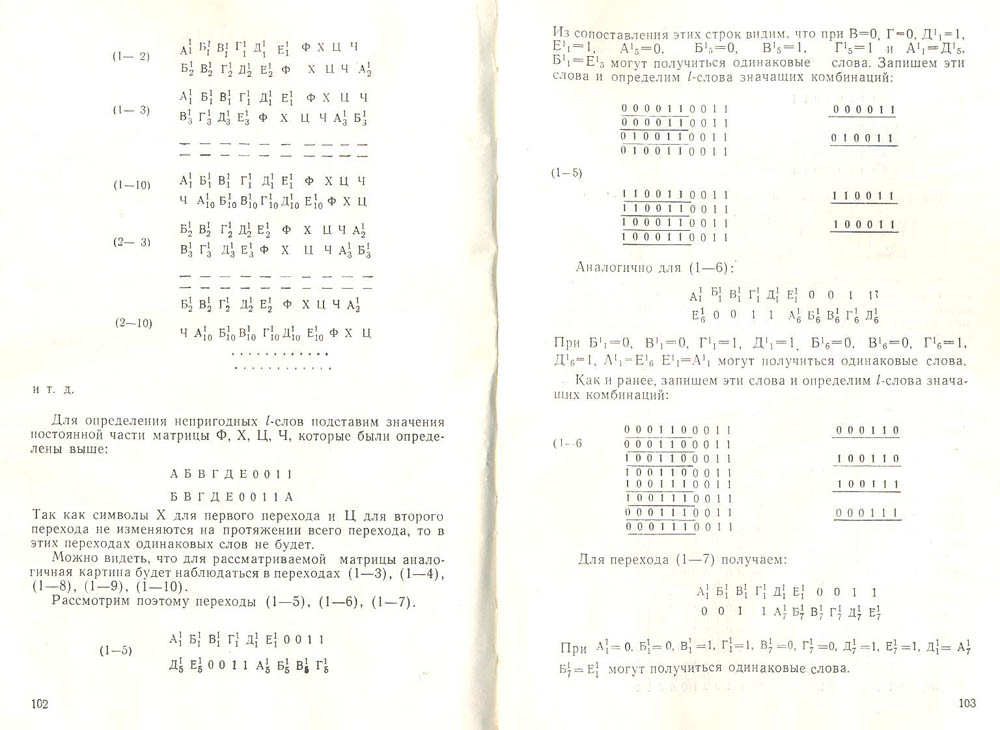 (1— 2)
А¹₁ Б¹₁ В¹₁ Г¹₁ Д¹₁ Е¹₁ Ф Х Ц Ч
Б¹₂ В¹₂ Г¹₂ Д¹₂ Е¹₂ Ф Х Ц Ч А¹₂
(1— 3)
А¹₁ Б¹₁ В¹₁ Г¹₁ Д¹₁ Е¹₁ Ф Х Ц Ч
В¹₃ Г¹₃ Д¹₃ Е¹₃ Ф Х Ц Ч А¹₃ Б¹₃
— — — — — — — — —
— — — — — — — — —
(1—10)
А¹₁ Б¹₁ В¹₁ Г¹₁ Д¹₁ Е¹₁ Ф Х Ц Ч
Ч А¹₁₀ Б¹₁₀ В¹₁₀ Г¹₁₀ Д¹₁₀ Е¹₁₀ Ф Х Ц
(2— 3)
Б¹₂ В¹₂ Г¹₂ Д¹₂ Е¹₂ Ф Х Ц Ч А¹₂
В¹₃ Г¹₃ Д¹₃ Е¹₃ Ф Х Ц Ч А¹₃ Б¹₃
— — — — — — — — —
— — — — — — — — —
(2—10)
Б¹₂ В¹₂ Г¹₂ Д¹₂ Е¹₂ Ф Х Ц Ч А¹₂
Ч А¹₁₀ Б¹₁₀ В¹₁₀ Г¹₁₀ Д¹₁₀ Е¹₁₀ Ф Х Ц
. . . . . . . . . . . .
. . . . . . . . . . . .
и т. д.
Для определения непригодных l-слов подставим значения
постоянной части матрицы Ф, Х, Ц, Ч, которые были опреде-
лены выше:
А Б В Г Д Е 0 0 1 1
Б В Г Д Е 0 0 1 1 А
Так как символы Х для первого перехода и Ц для второго
перехода не изменяются на протяжении всего перехода, то в
этих переходах одинаковых слов не будет.
Можно видеть, что для рассматриваемой матрицы анало-
гичная картина будет наблюдаться в переходах (1—3), (1—4),
(1—8), (1—9), (1—10).
Рассмотрим поэтому переходы (1—5), (1—6), (1—7).
(1—5)
А¹₁ Б¹₁ В¹₁ Г¹₁ Д¹₁ Е¹₁ 0 0 1 1
Д¹₅ Е¹₅ 0 0 1 1 А¹₅ Б¹₅ В¹₅ Г¹₅
102
Из сопоставления этих строк видим, что при В=0, Г=0, Д¹₁=1,
Е¹₁=1, А¹₅=0, Б¹₅=0, В¹₅=1, Г¹₅=1 и А¹₁=Д¹₅,
Б¹₁=Е¹₅ могут получиться одинаковые слова. Запишем эти
слова и определим l-слова значащих комбинаций:
0 0 0 0 1 1 0 0 1 1 0 0 0 0 1 1
0 0 0 0 1 1 0 0 1 1
0 1 0 0 1 1 0 0 1 1 0 1 0 0 1 1
0 1 0 0 1 1 0 0 1 1
(1—5)
1 1 0 0 1 1 0 0 1 1 1 1 0 0 1 1
1 1 0 0 1 1 0 0 1 1
1 0 0 0 1 1 0 0 1 1 1 0 0 0 1 1
1 0 0 0 1 1 0 0 1 1
Аналогично для (1—6):
А¹₁ Б¹₁ В¹₁ Г¹₁ Д¹₁ Е¹₁ 0 0 1 1
Е¹₆ 0 0 1 1 А¹₆ Б¹₆ В¹₆ Г¹₆ Д¹₆
При Б¹₁=0, В¹₁=0, Г¹₁=1, Д¹₁=1, Б¹₆=0, В¹₆=0, Г¹₆=1,
Д¹₆=1, А¹₁=Е¹₆ Е¹₁=А¹₁ могут получиться одинаковые слова.
Как и ранее, запишем эти слова и определим l-слова знача-
щих комбинаций:
0 0 0 1 1 0 0 0 1 1 0 0 0 1 1 0
(1—6 0 0 0 1 1 0 0 0 1 1
1 0 0 1 1 0 0 0 1 1 1 0 0 1 1 0
1 0 0 1 1 0 0 0 1 1
1 0 0 1 1 1 0 0 1 1 1 0 0 1 1 1
1 0 0 1 1 1 0 0 1 1
0 0 0 1 1 1 0 0 1 1 0 0 0 1 1 1
0 0 0 1 1 1 0 0 1 1
Для перехода (1—7) получаем:
А¹₁ Б¹₁ В¹₁ Г¹₁ Д¹₁ Е¹₁ 0 0 1 1
0 0 1 1 А¹₇ Б¹₇ В¹₇ Г¹₇ Д¹₇ Е¹₇
При А¹₁=0, Б¹₁=0, В¹₁=1, Г¹₁=1, В¹₇=0, Г¹₇=0, Д¹₇=1, Е¹₇=1, Д¹₁=А¹₇
Б¹₇=Е¹₁ могут получиться одинаковые слова.
103